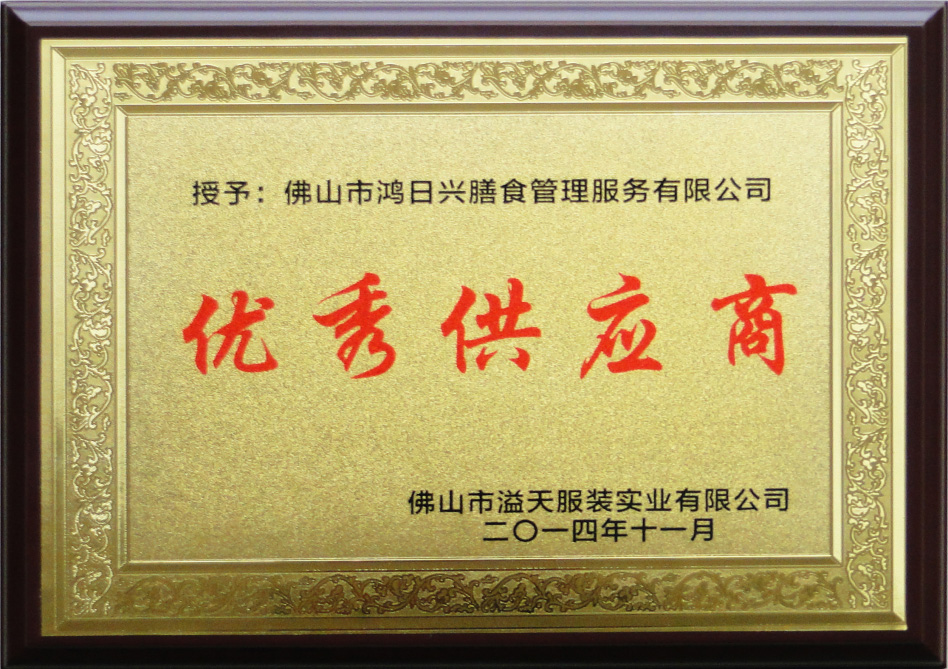 授予：佛山市鸿日兴膳食管理服务有限公司
优秀供应商
佛山市溢天服装实业有限公司
二〇一四年十一月